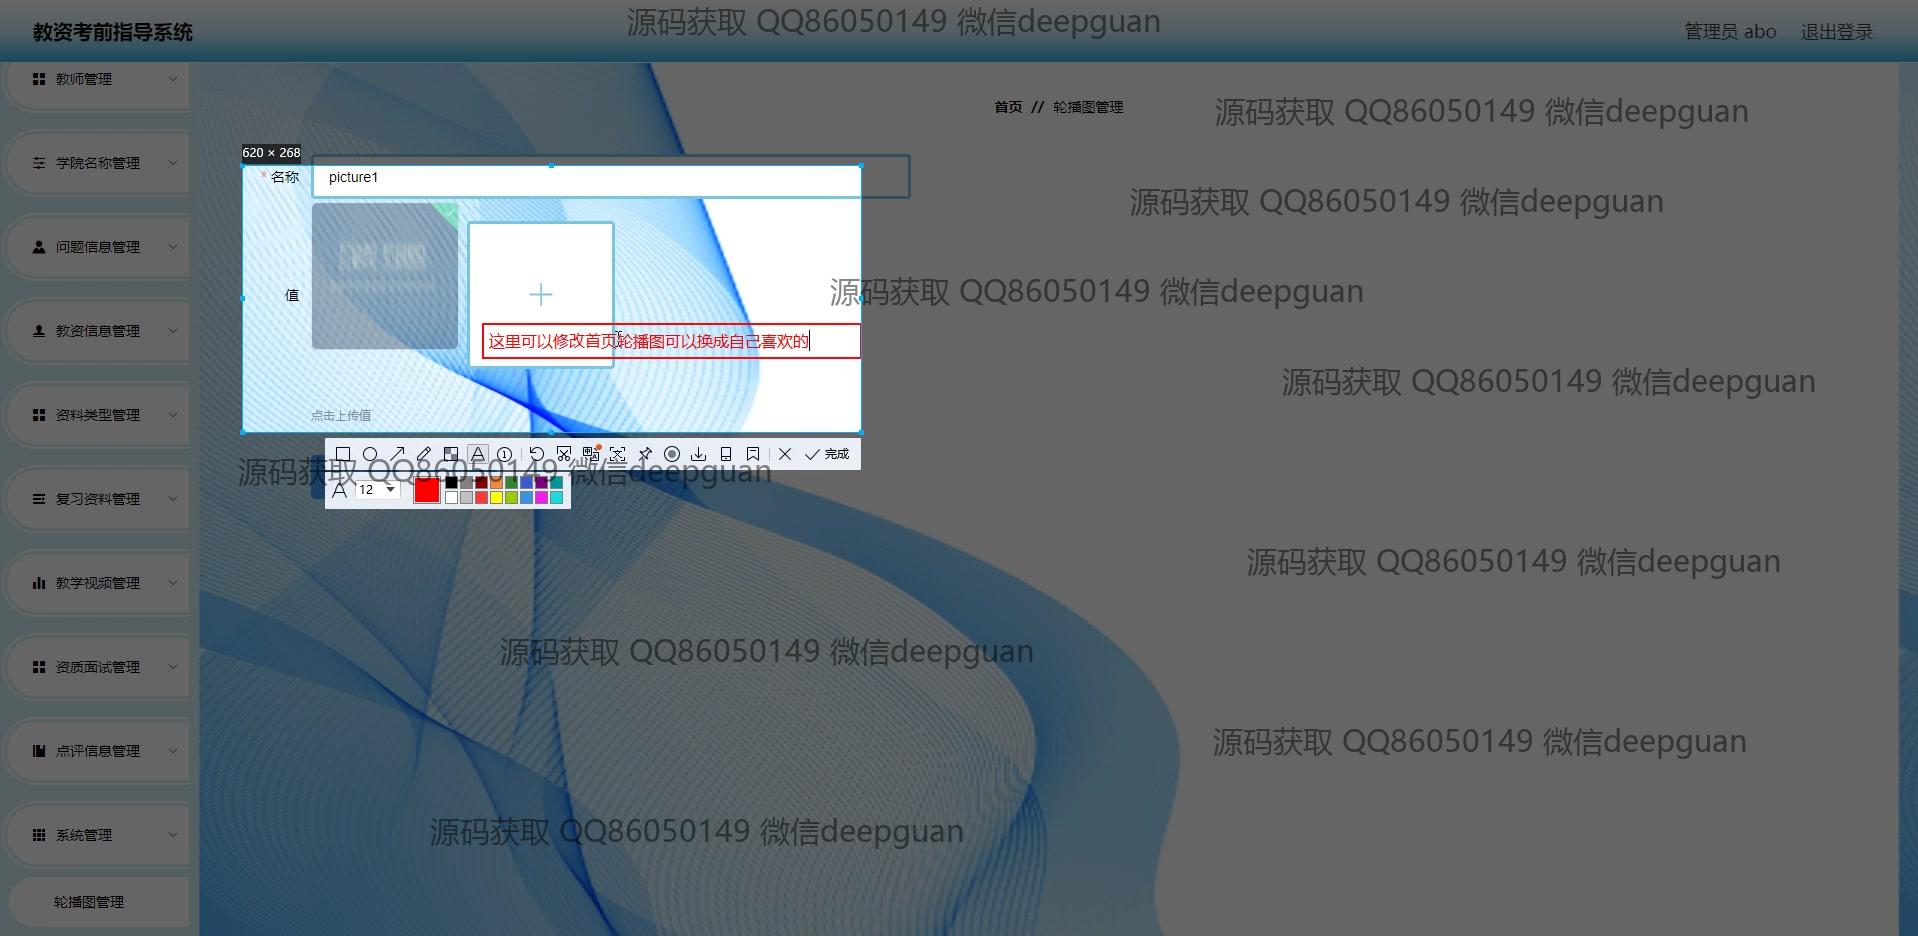 教资考前指导系统
源码获取 QQ86050149 微信deepguan
管理员 abo
退出登录
教师管理
首页 // 轮播图管理
源码获取 QQ86050149 微信deepguan
620 × 268
学院名称管理
* 名称
picture1
源码获取 QQ86050149 微信deepguan
问题信息管理
值
源码获取 QQ86050149 微信deepguan
教资信息管理
这里可以修改首页轮播图可以换成自己喜欢的
源码获取 QQ86050149 微信deepguan
资料类型管理
点击上传值
完成
源码获取 QQ86050149 微信deepguan
12
复习资料管理
源码获取 QQ86050149 微信deepguan
教学视频管理
源码获取 QQ86050149 微信deepguan
资质面试管理
源码获取 QQ86050149 微信deepguan
点评信息管理
源码获取 QQ86050149 微信deepguan
系统管理
轮播图管理